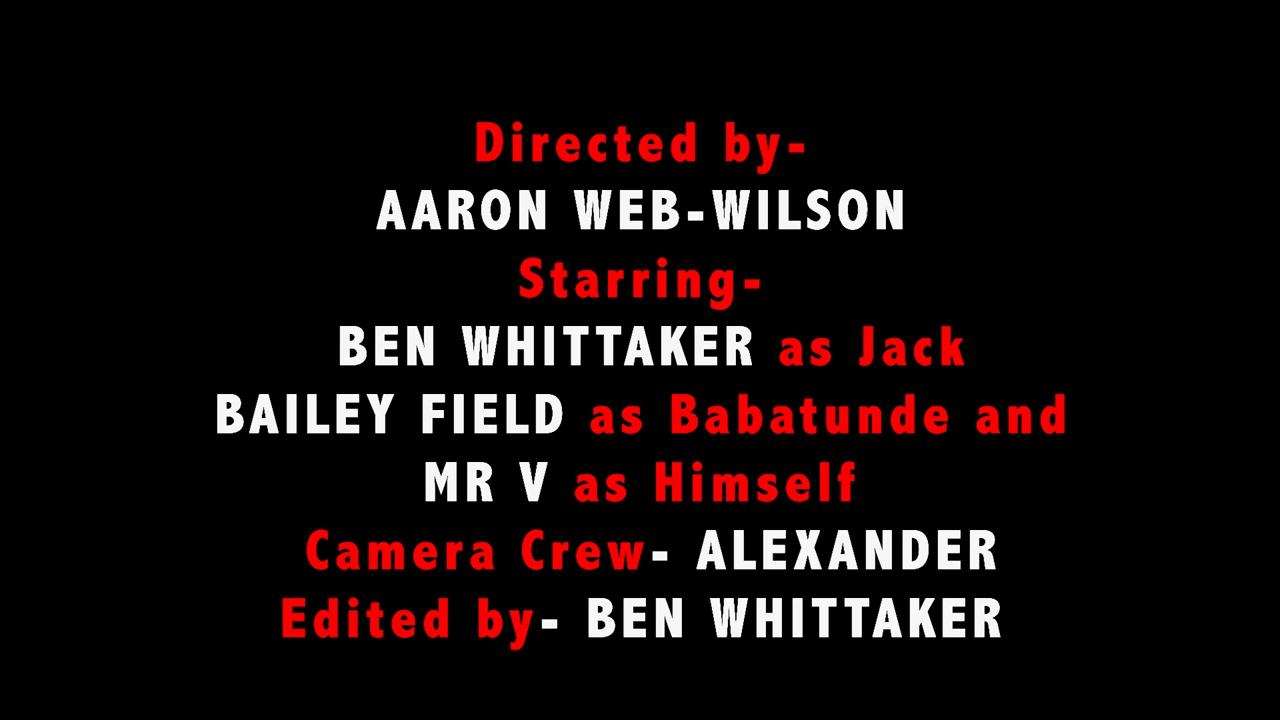 Directed by-
AARON WEB-WILSON
Starring-
BEN WHITTAKER as Jack
BAILEY FIELD as Babatunde and
MR V as Himself
Camera Crew- ALEXANDER
Edited by- BEN WHITTAKER